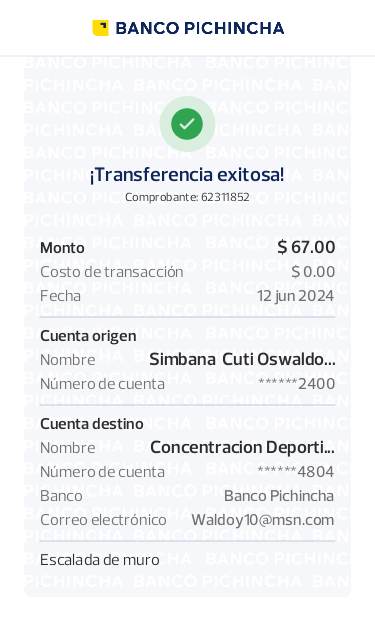 BANCO PICHINCHA
¡Transferencia exitosa!
Comprobante: 62311852
Monto $ 67.00
Costo de transacción $ 0.00
Fecha 12 jun 2024
Cuenta origen
Nombre Simbana Cuti Oswaldo...
Número de cuenta ******2400
Cuenta destino
Nombre Concentracion Deporti...
Número de cuenta ******4804
Banco Banco Pichincha
Correo electrónico Waldoy10@msn.com
Escalada de muro